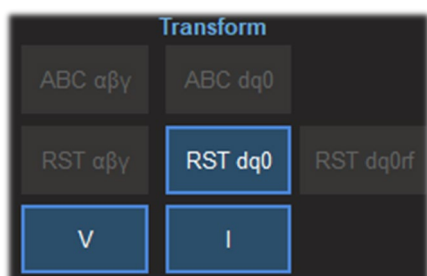 Transform
ABC αβγ ABC dq0
RST αβγ RST dq0 RST dq0rf
V I